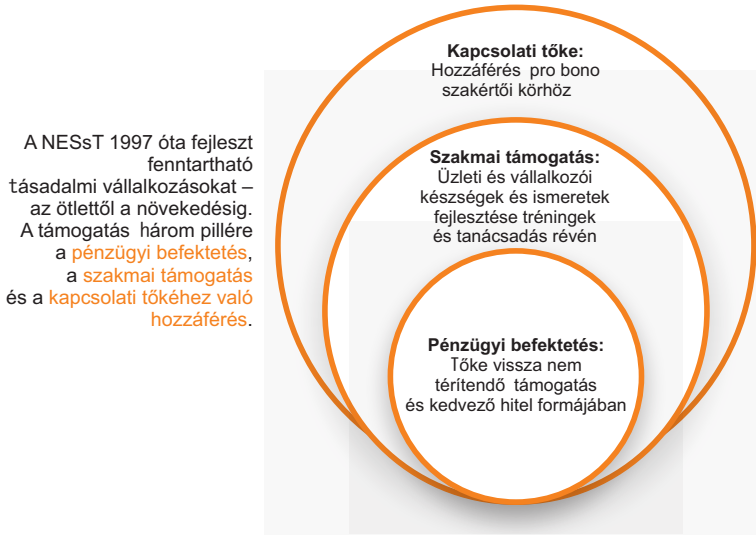 A NESsT 1997 óta fejleszt
fenntartható
tásadalmi vállalkozásokat –
az ötlettől a növekedésig.
A támogatás három pillére
a pénzügyi befektetés,
a szakmai támogatás
és a kapcsolati tőkéhez való
hozzáférés.
Kapcsolati tőke:
Hozzáférés pro bono
szakértői körhöz
Szakmai támogatás:
Üzleti és vállalkozói
készségek és ismeretek
fejlesztése tréningek
és tanácsadás révén
Pénzügyi befektetés:
Tőke vissza nem
térítendő támogatás
és kedvező hitel formájában